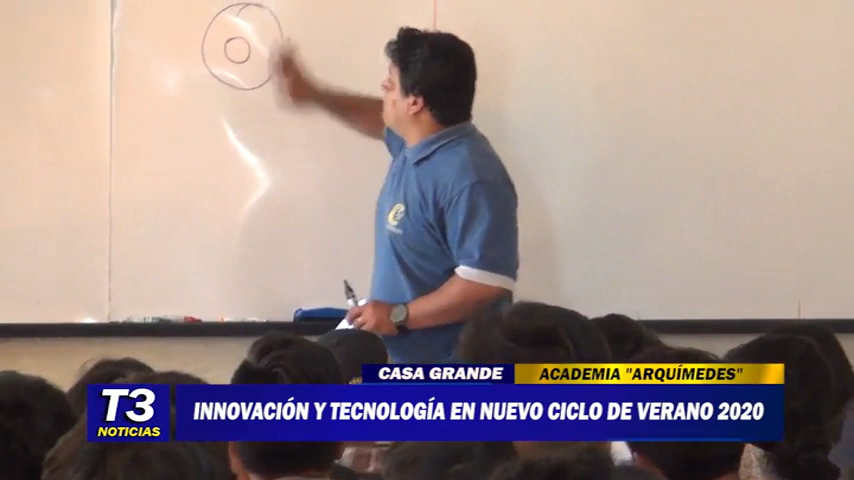 CASA GRANDE
ACADEMIA "ARQUÍMEDES"
T3
NOTICIAS
INNOVACIÓN Y TECNOLOGÍA EN NUEVO CICLO DE VERANO 2020